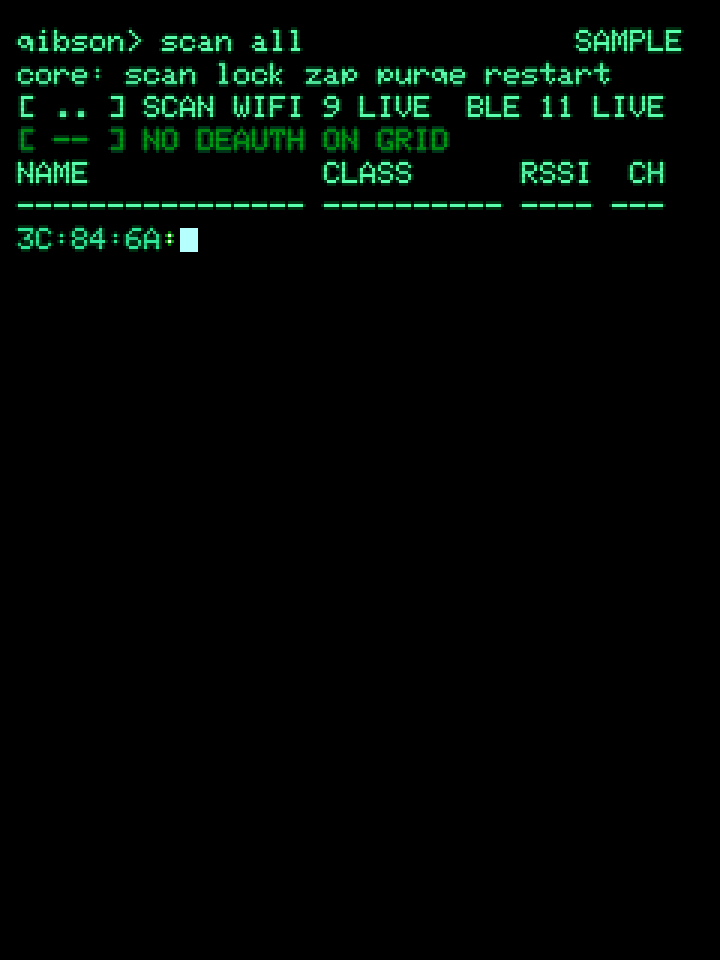 gibson> scan all SAMPLE
core: scan lock zap purge restart
[ .. ] SCAN WIFI 9 LIVE  BLE 11 LIVE
[ -- ] NO DEAUTH ON GRID
NAME CLASS RSSI CH
---------------- ---------- ---- ---
3C:84:6A: